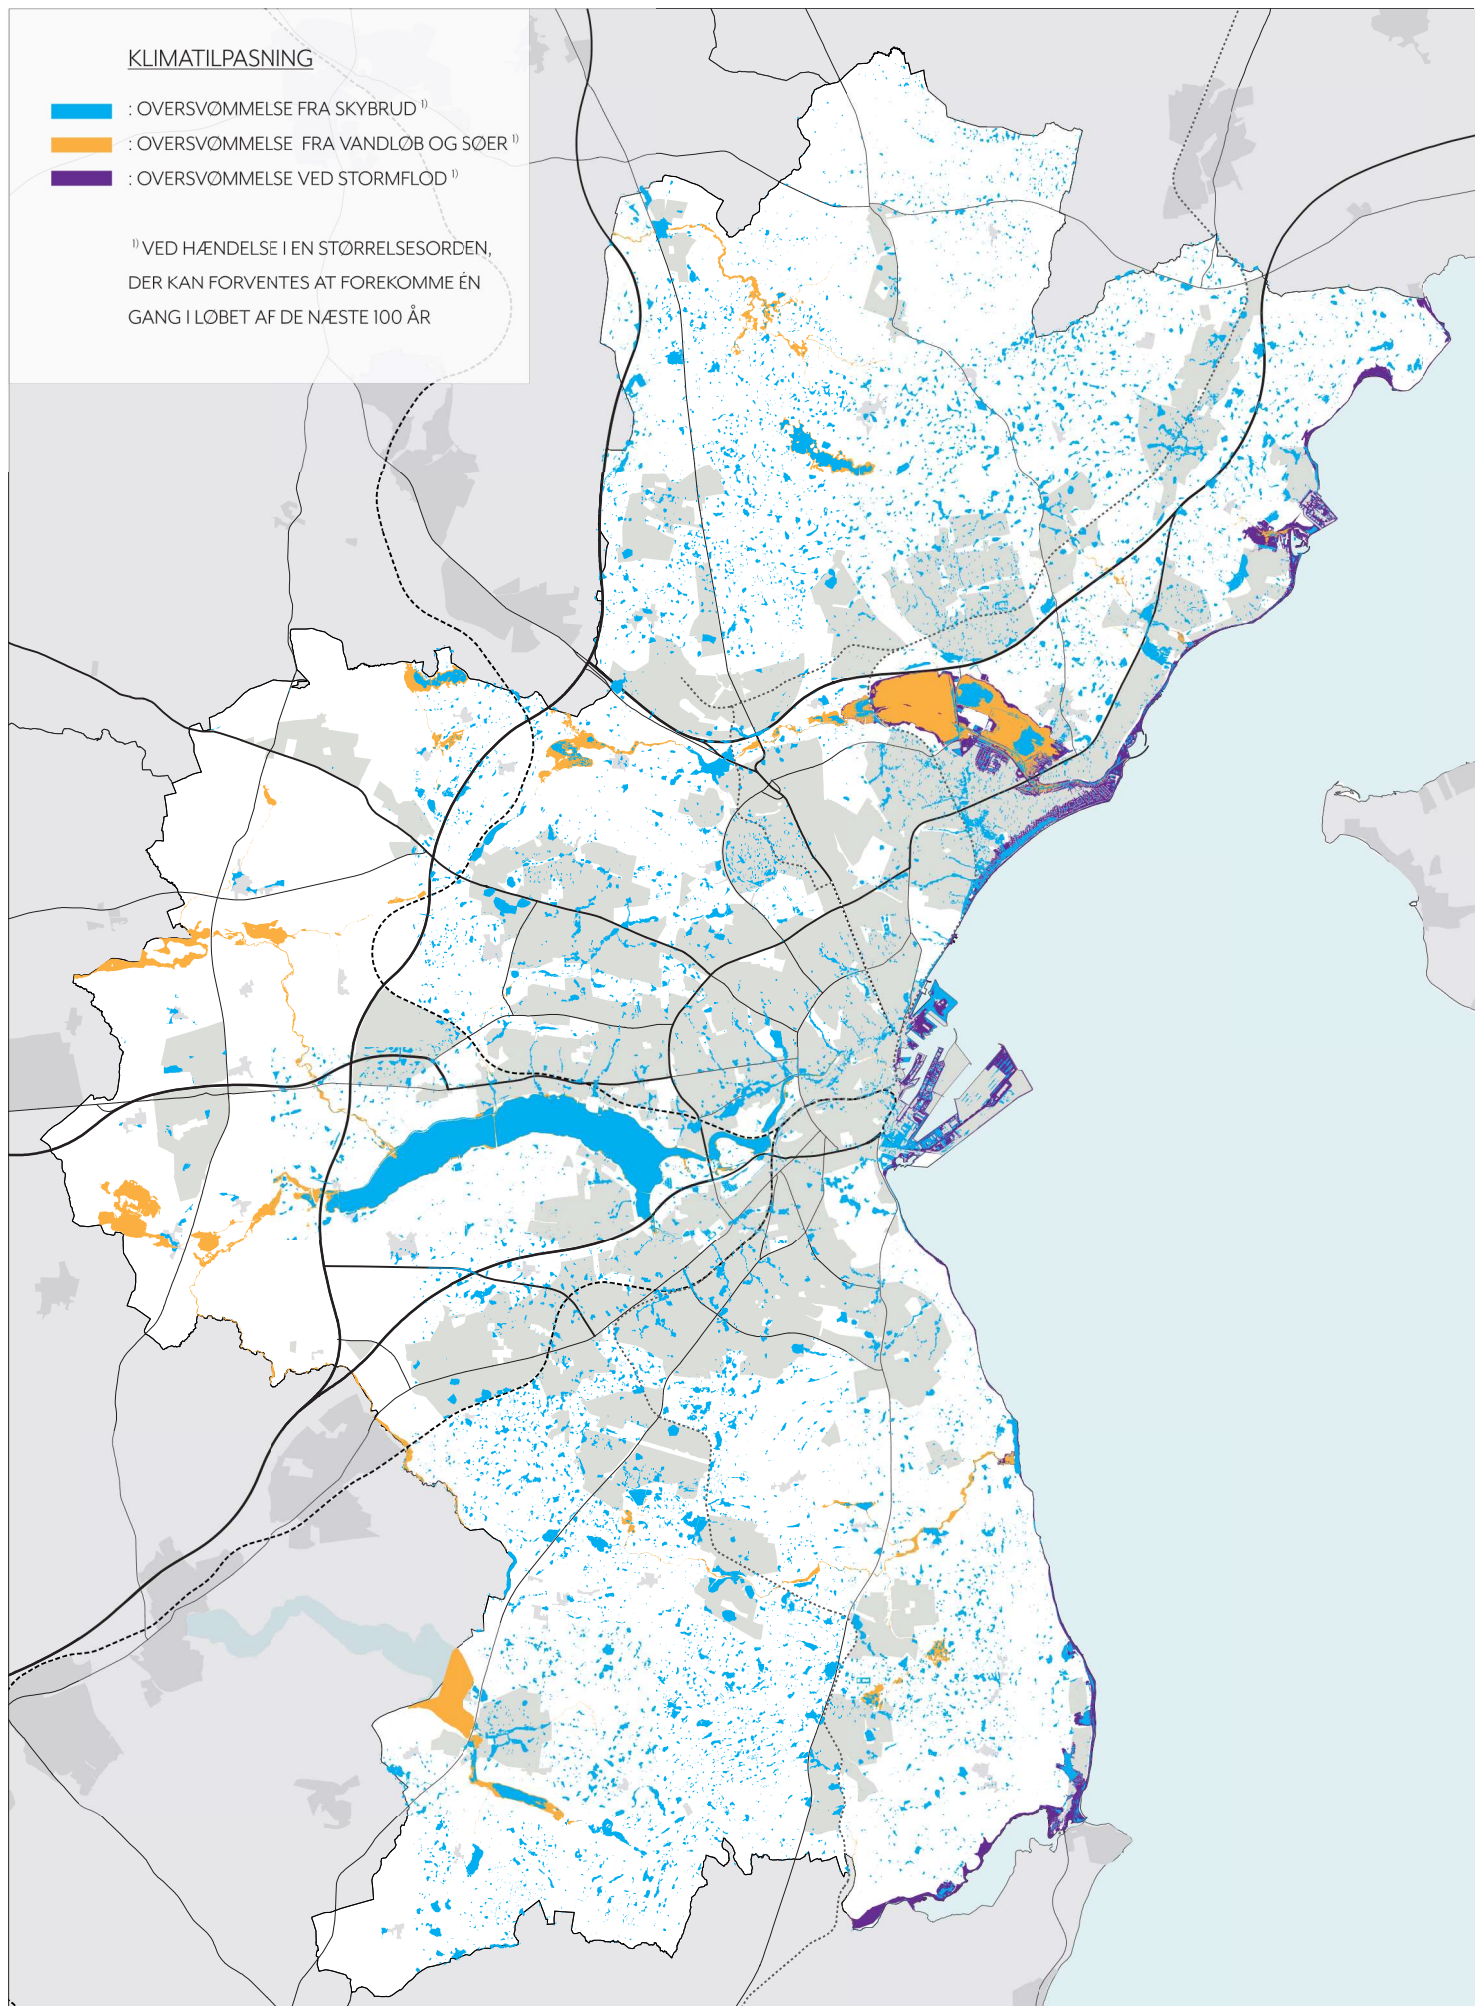 KLIMATILPASNING
: OVERSVØMMELSE FRA SKYBRUD 1)
: OVERSVØMMELSE FRA VANDLØB OG SØER 1)
: OVERSVØMMELSE VED STORMFLOD 1)
1) VED HÆNDELSE I EN STØRRELSESORDEN,
DER KAN FORVENTES AT FOREKOMME ÉN
GANG I LØBET AF DE NÆSTE 100 ÅR